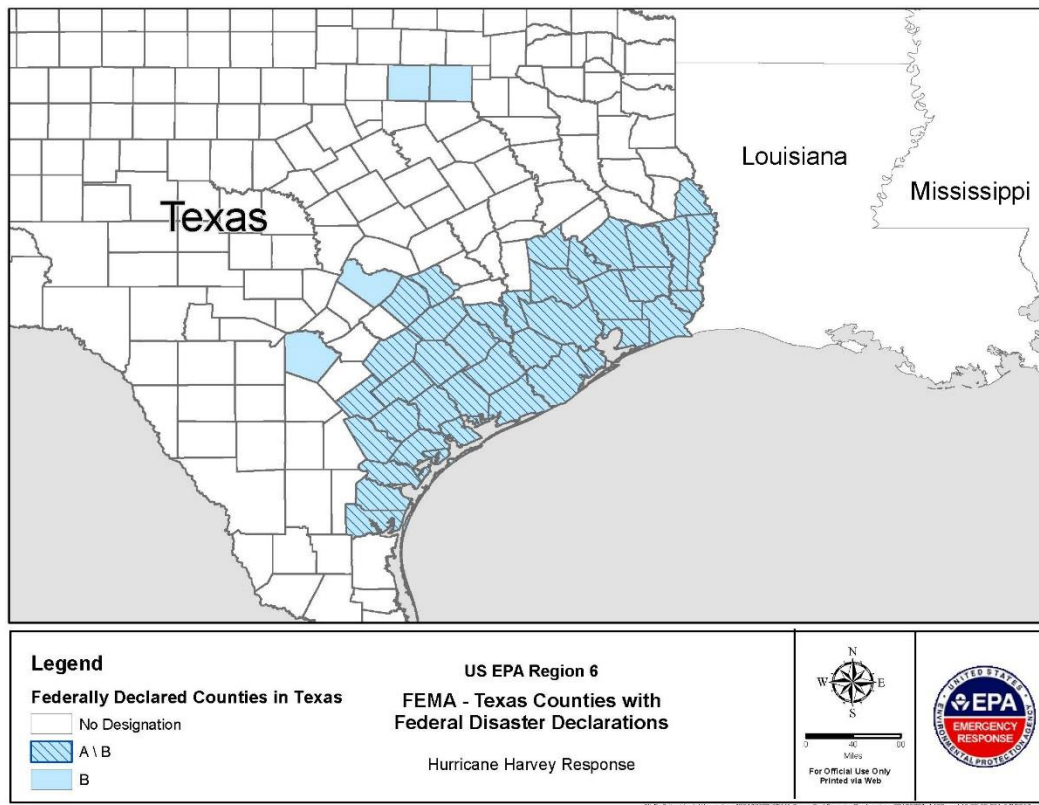 Texas
Louisiana
Mississippi
Legend
Federally Declared Counties in Texas
No Designation
A \ B
B
US EPA Region 6
FEMA - Texas Counties with
Federal Disaster Declarations
Hurricane Harvey Response
N
W
E
S
0
40
80
Miles
For Official Use Only
Printed via Web
UNITED STATES
EPA
EMERGENCY
RESPONSE
ENVIRONMENTAL PROTECTION AGENCY